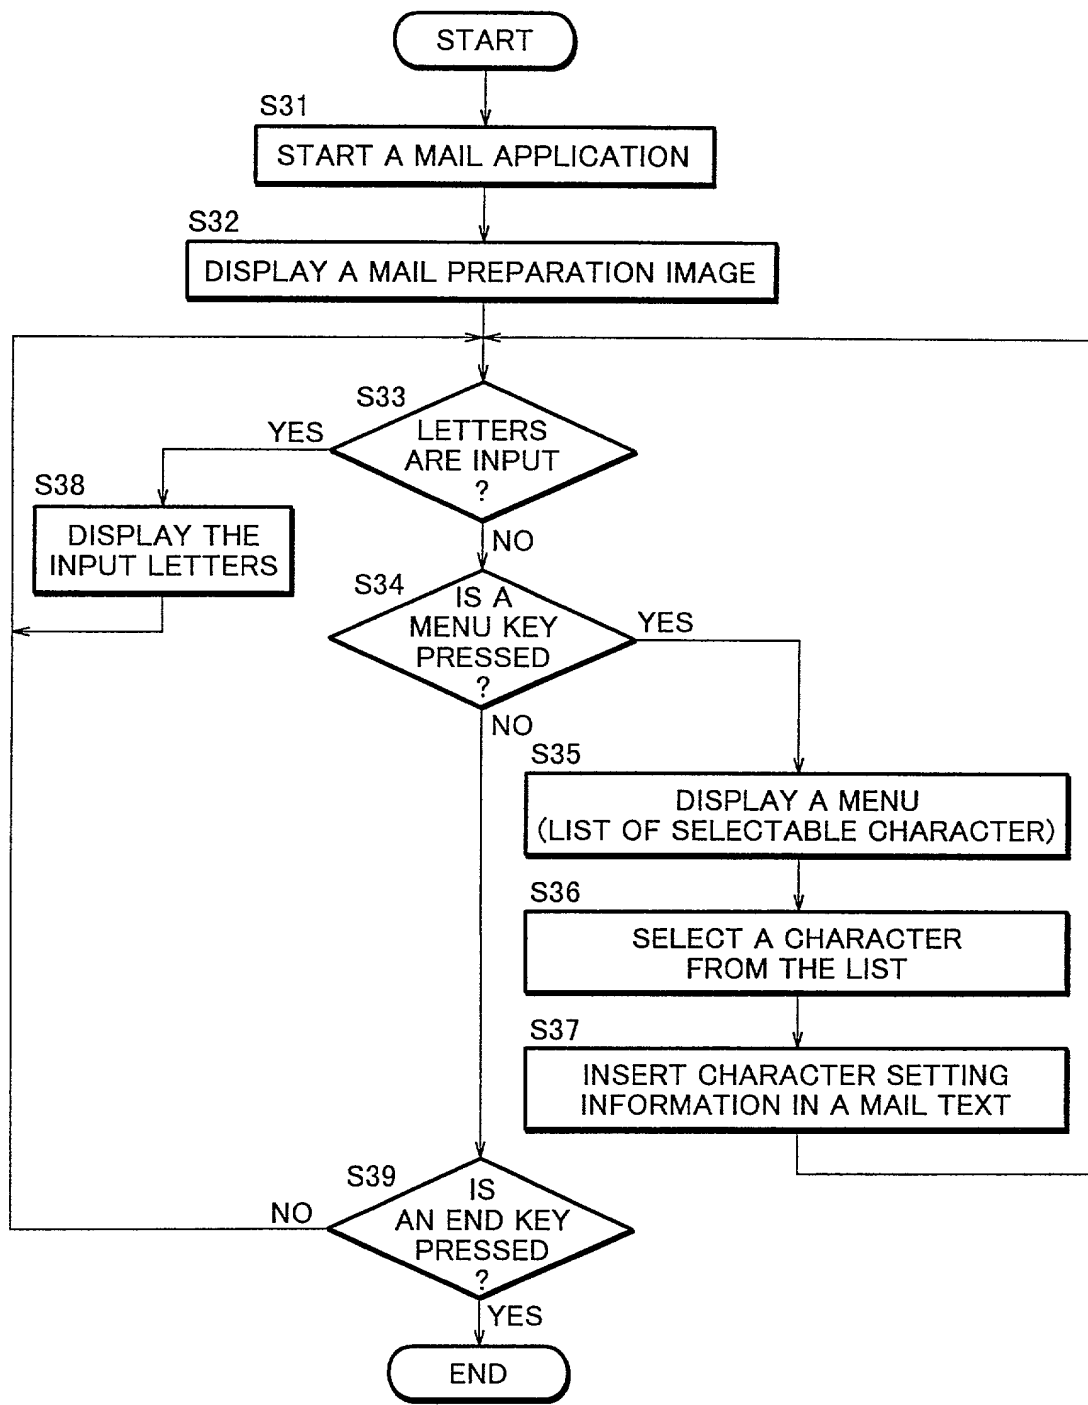 START
S31
START A MAIL APPLICATION
S32
DISPLAY A MAIL PREPARATION IMAGE
S33
LETTERS
ARE INPUT
?
YES
NO
S38
DISPLAY THE
INPUT LETTERS
S34
IS A
MENU KEY
PRESSED
?
YES
NO
S35
DISPLAY A MENU
(LIST OF SELECTABLE CHARACTER)
S36
SELECT A CHARACTER
FROM THE LIST
S37
INSERT CHARACTER SETTING
INFORMATION IN A MAIL TEXT
S39
IS
AN END KEY
PRESSED
?
NO
YES
END